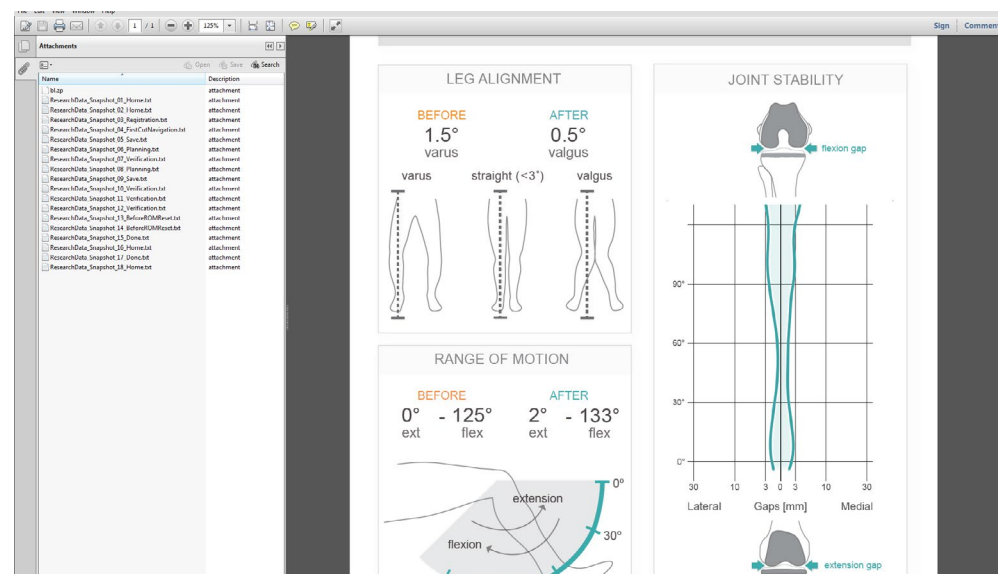 File Edit View Window Help
1 / 1 125% Sign Comment
Attachments
Open Save Search
Name Description
bl.zip attachment
ResearchData_Snapshot_01_Home.txt attachment
ResearchData_Snapshot_02_Home.txt attachment
ResearchData_Snapshot_03_Registration.txt attachment
ResearchData_Snapshot_04_FirstCutNavigation.txt attachment
ResearchData_Snapshot_05_Save.txt attachment
ResearchData_Snapshot_06_Planning.txt attachment
ResearchData_Snapshot_07_Verification.txt attachment
ResearchData_Snapshot_08_Planning.txt attachment
ResearchData_Snapshot_09_Save.txt attachment
ResearchData_Snapshot_10_Verification.txt attachment
ResearchData_Snapshot_11_Verification.txt attachment
ResearchData_Snapshot_12_Verification.txt attachment
ResearchData_Snapshot_13_BeforeROMReset.txt attachment
ResearchData_Snapshot_14_BeforeROMReset.txt attachment
ResearchData_Snapshot_15_Done.txt attachment
ResearchData_Snapshot_16_Home.txt attachment
ResearchData_Snapshot_17_Done.txt attachment
ResearchData_Snapshot_18_Home.txt attachment
LEG ALIGNMENT
BEFORE AFTER
1.5° 0.5°
varus valgus
varus straight (<3°) valgus
RANGE OF MOTION
BEFORE AFTER
0° - 125° 2° - 133°
ext flex ext flex
0°
extension
30°
flexion
JOINT STABILITY
flexion gap
90°
60°
30°
0°
30 10 3 0 3 10 30
Lateral Gaps [mm] Medial
extension gap